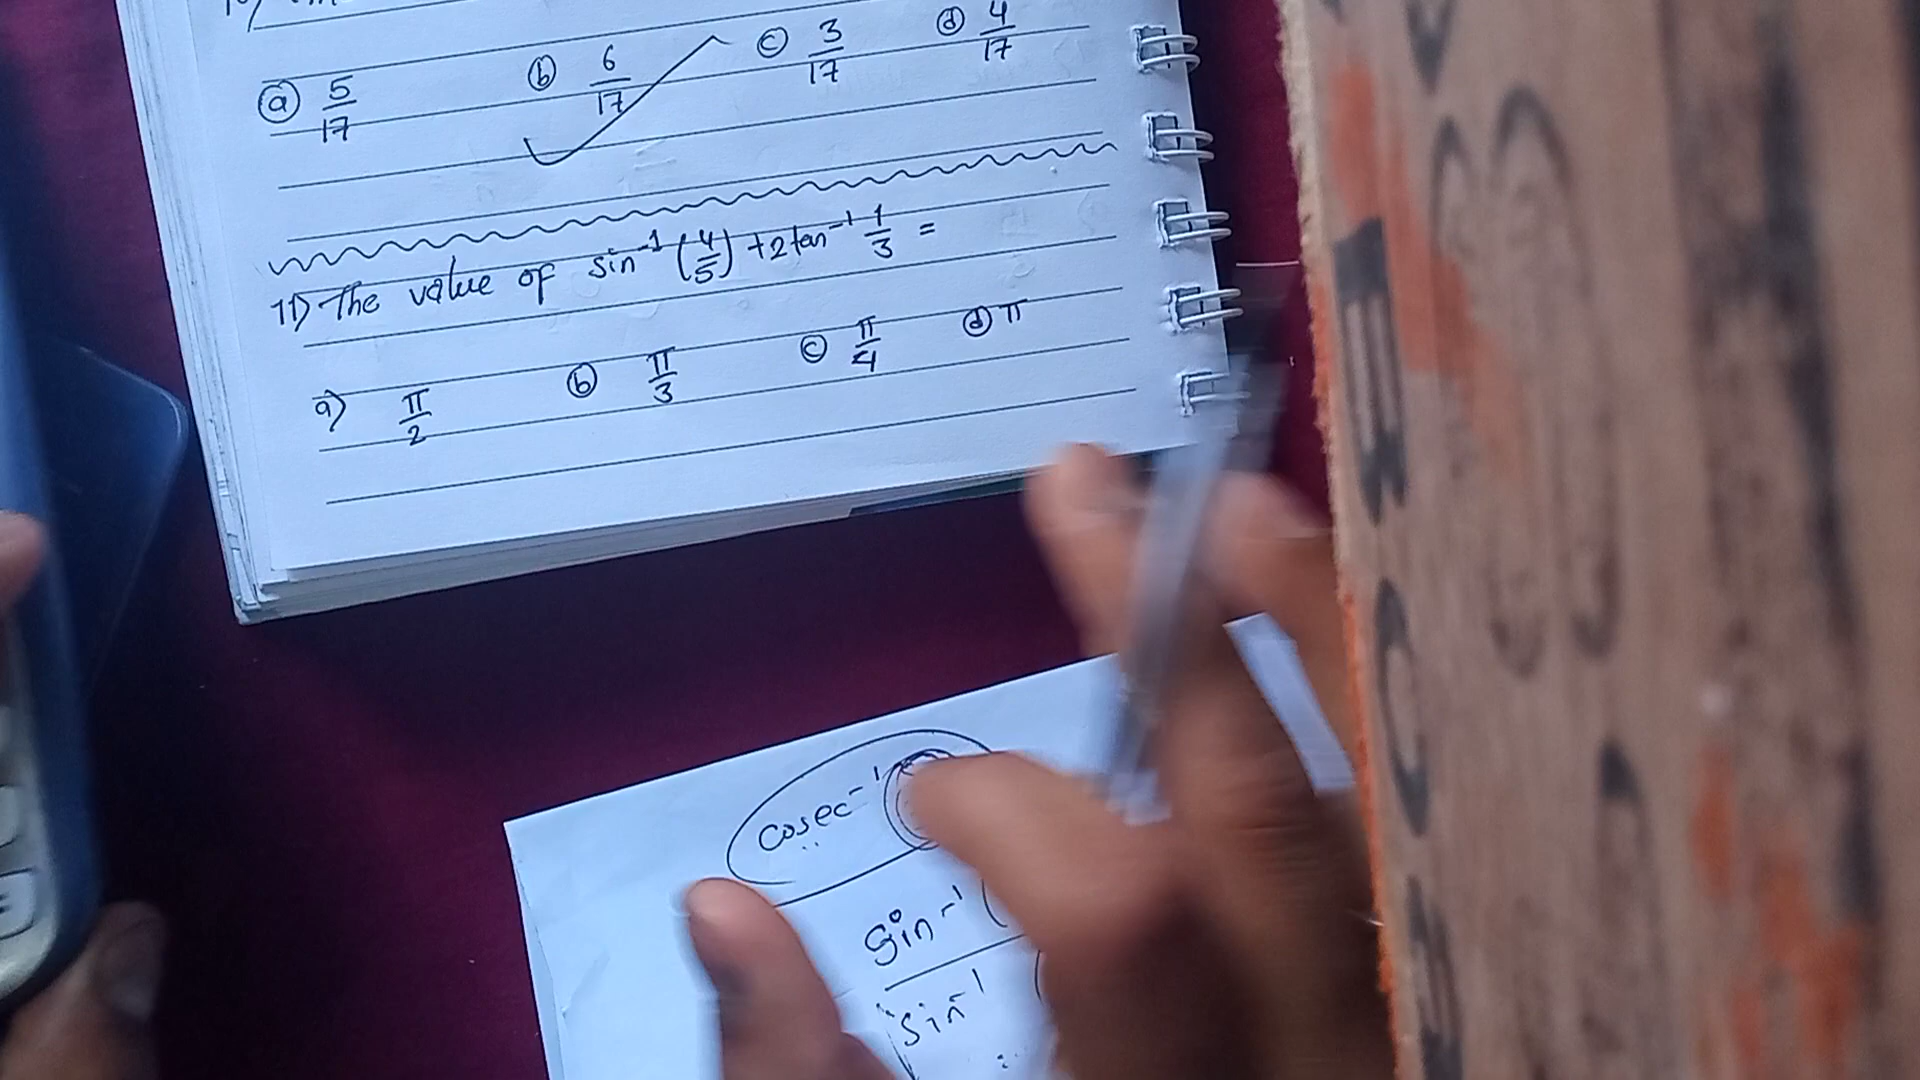 ⓐ 5/17 ⓑ 6/17 ⓒ 3/17 ⓓ 4/17
11) The value of sin⁻¹(4/5) + 2tan⁻¹ 1/3 =
a) π/2 ⓑ π/3 ⓒ π/4 ⓓ π
cosec⁻¹
sin⁻¹ (
sin⁻¹ (